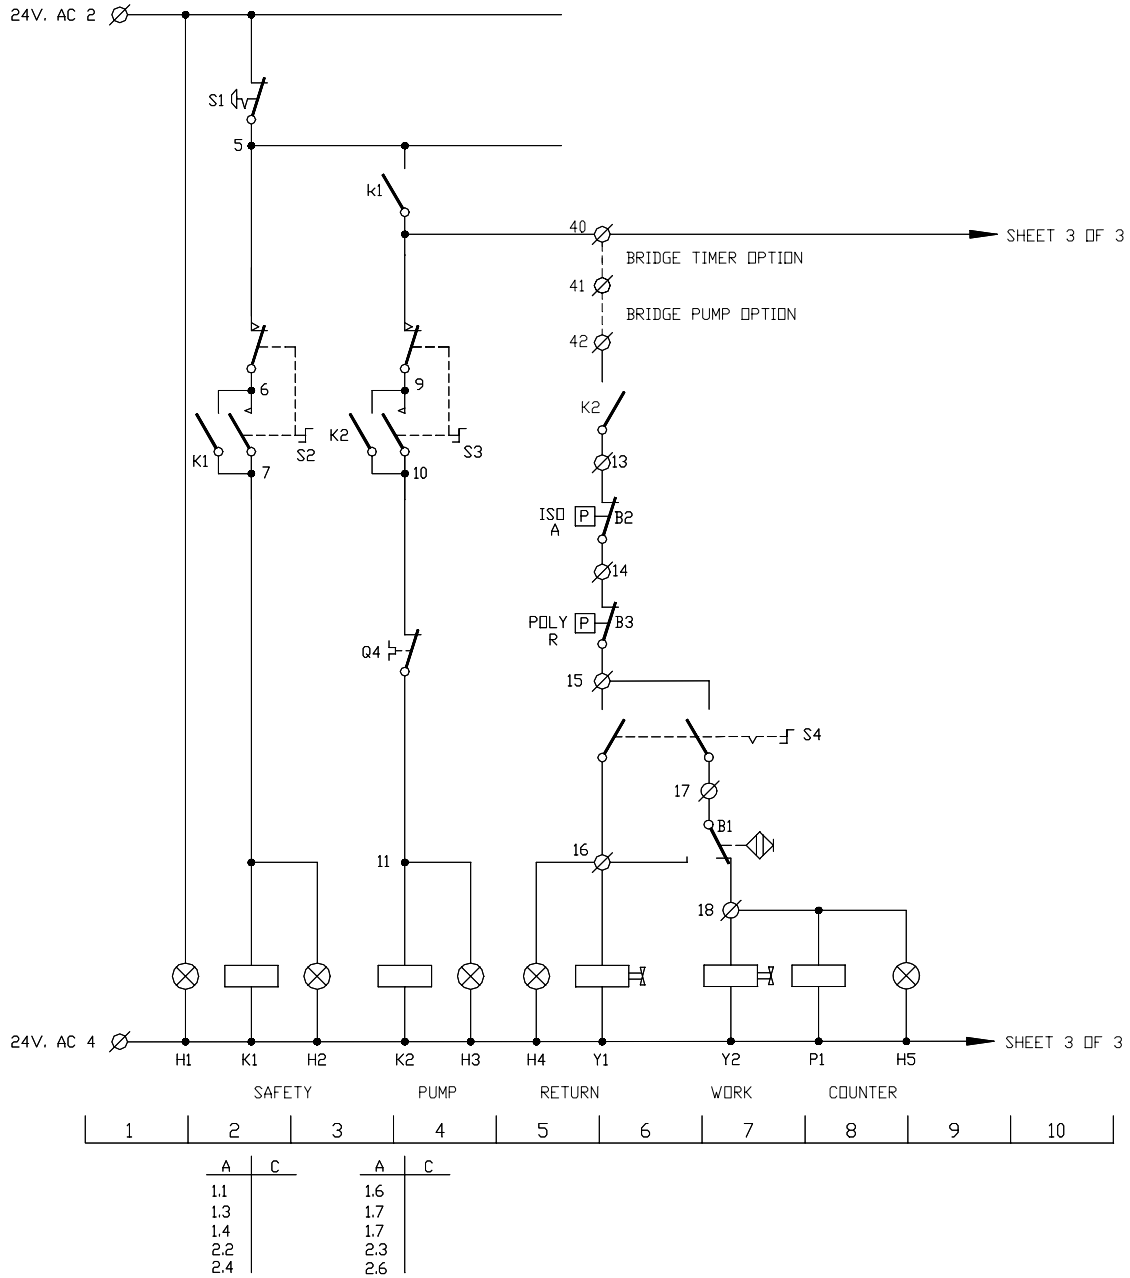 24V. AC 2
S1
5
k1
40
SHEET 3 OF 3
BRIDGE TIMER OPTION
41
BRIDGE PUMP OPTION
42
6
9
K2
K1
S2
K2
S3
7
10
13
ISO
A
P
B2
14
POLY
R
P
B3
Q4
15
S4
17
B1
16
11
18
24V. AC 4
SHEET 3 OF 3
H1 K1 H2 K2 H3 H4 Y1 Y2 P1 H5
SAFETY PUMP RETURN WORK COUNTER
1 2 3 4 5 6 7 8 9 10
A C A C
1.1 1.6
1.3 1.7
1.4 1.7
2.2 2.3
2.4 2.6